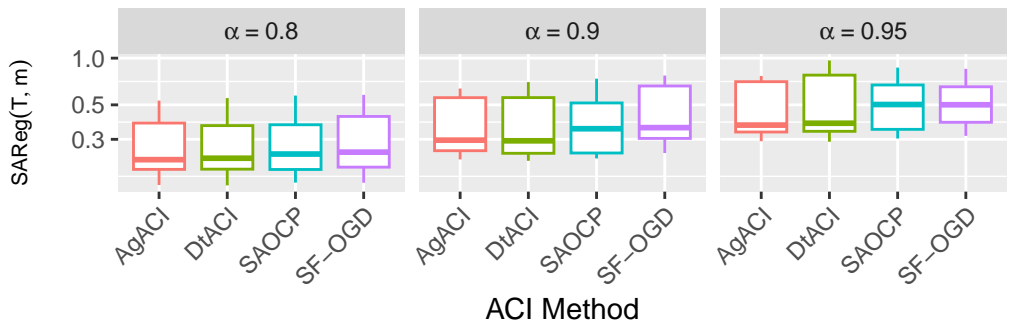 α = 0.8
α = 0.9
α = 0.95
SAReg(T, m)
1.0
0.5
0.3
AgACI
DtACI
SAOCP
SF−OGD
AgACI
DtACI
SAOCP
SF−OGD
AgACI
DtACI
SAOCP
SF−OGD
ACI Method